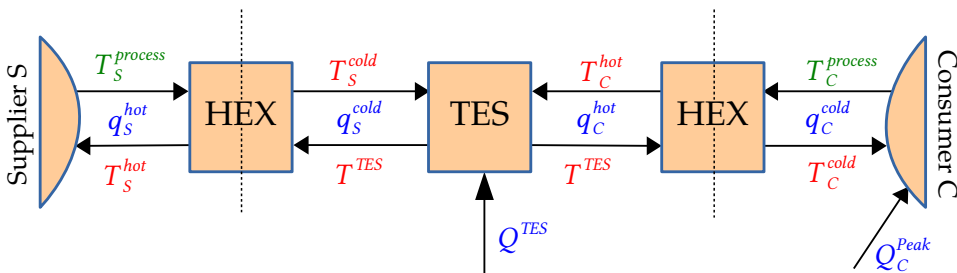 Supplier S
T_S^process
q_S^hot
T_S^hot
HEX
T_S^cold
q_S^cold
T^TES
TES
Q^TES
T_C^hot
q_C^hot
T^TES
HEX
T_C^process
q_C^cold
T_C^cold
Q_C^Peak
Consumer C